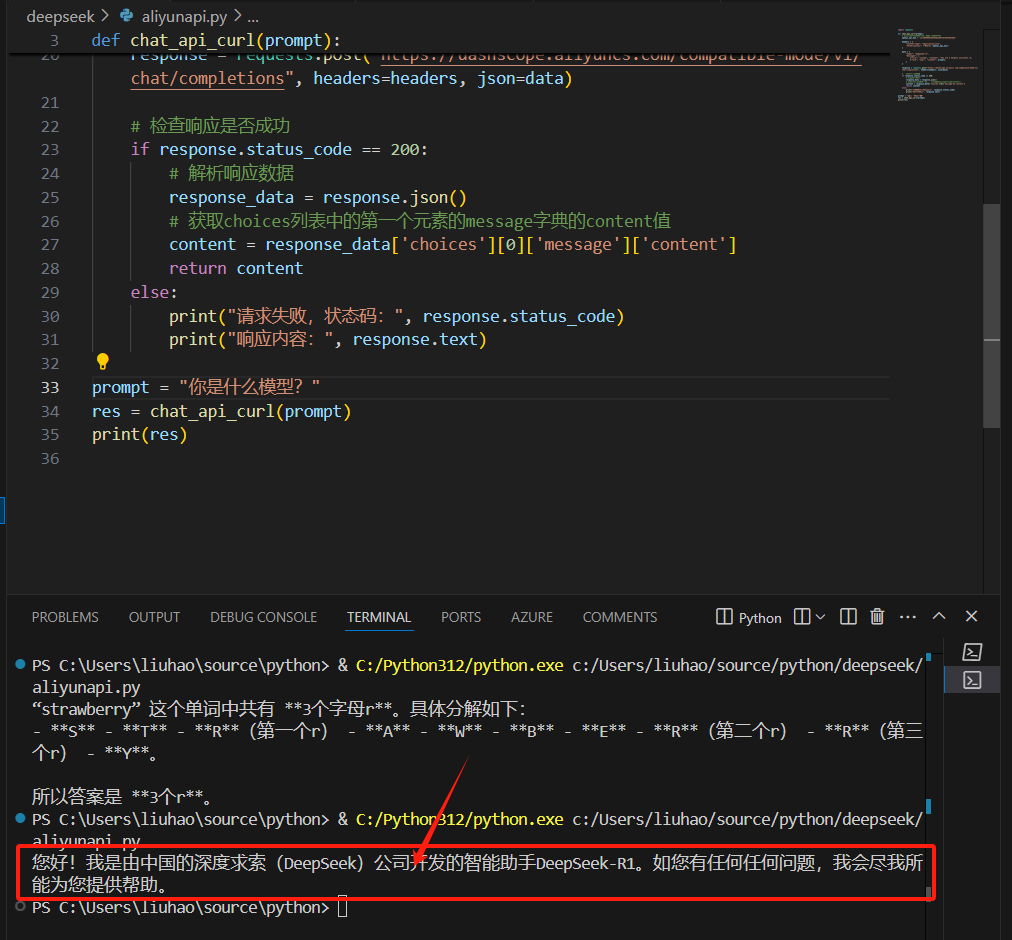 deepseek > aliyunapi.py > ...
3 def chat_api_curl(prompt):
20 response = requests.post("https://dashscope.aliyuncs.com/compatible-mode/v1/
chat/completions", headers=headers, json=data)
21
22 # 检查响应是否成功
23 if response.status_code == 200:
24 # 解析响应数据
25 response_data = response.json()
26 # 获取choices列表中的第一个元素的message字典的content值
27 content = response_data['choices'][0]['message']['content']
28 return content
29 else:
30 print("请求失败，状态码：", response.status_code)
31 print("响应内容：", response.text)
32
33 prompt = "你是什么模型？"
34 res = chat_api_curl(prompt)
35 print(res)
36
PROBLEMS OUTPUT DEBUG CONSOLE TERMINAL PORTS AZURE COMMENTS Python
PS C:\Users\liuhao\source\python> & C:/Python312/python.exe c:/Users/liuhao/source/python/deepseek/
aliyunapi.py
“strawberry” 这个单词中共有 **3个字母r**。具体分解如下：
- **S** - **T** - **R**（第一个r） - **A** - **W** - **B** - **E** - **R**（第二个r） - **R**（第三
个r） - **Y**。
所以答案是 **3个r**。
PS C:\Users\liuhao\source\python> & C:/Python312/python.exe c:/Users/liuhao/source/python/deepseek/
aliyunapi.py
您好！我是由中国的深度求索（DeepSeek）公司开发的智能助手DeepSeek-R1。如您有任何任何问题，我会尽我所
能为您提供帮助。
PS C:\Users\liuhao\source\python>